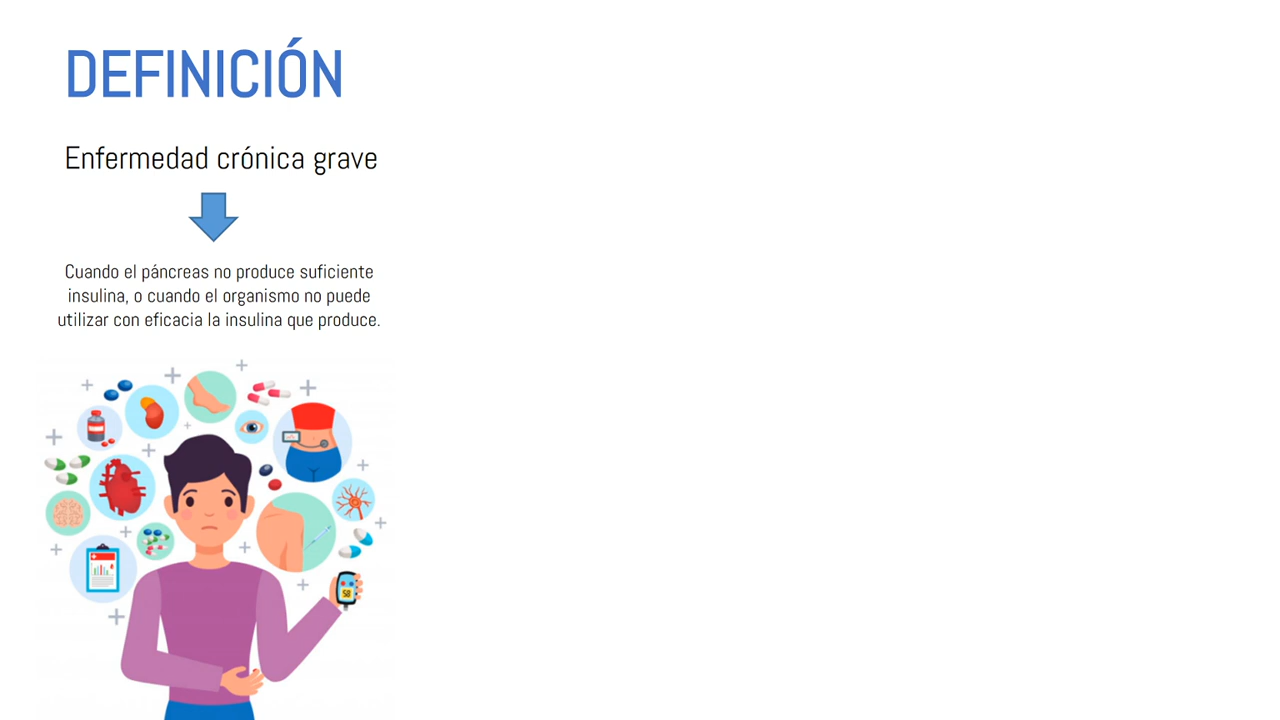 DEFINICIÓN
Enfermedad crónica grave
Cuando el páncreas no produce suficiente
insulina, o cuando el organismo no puede
utilizar con eficacia la insulina que produce.